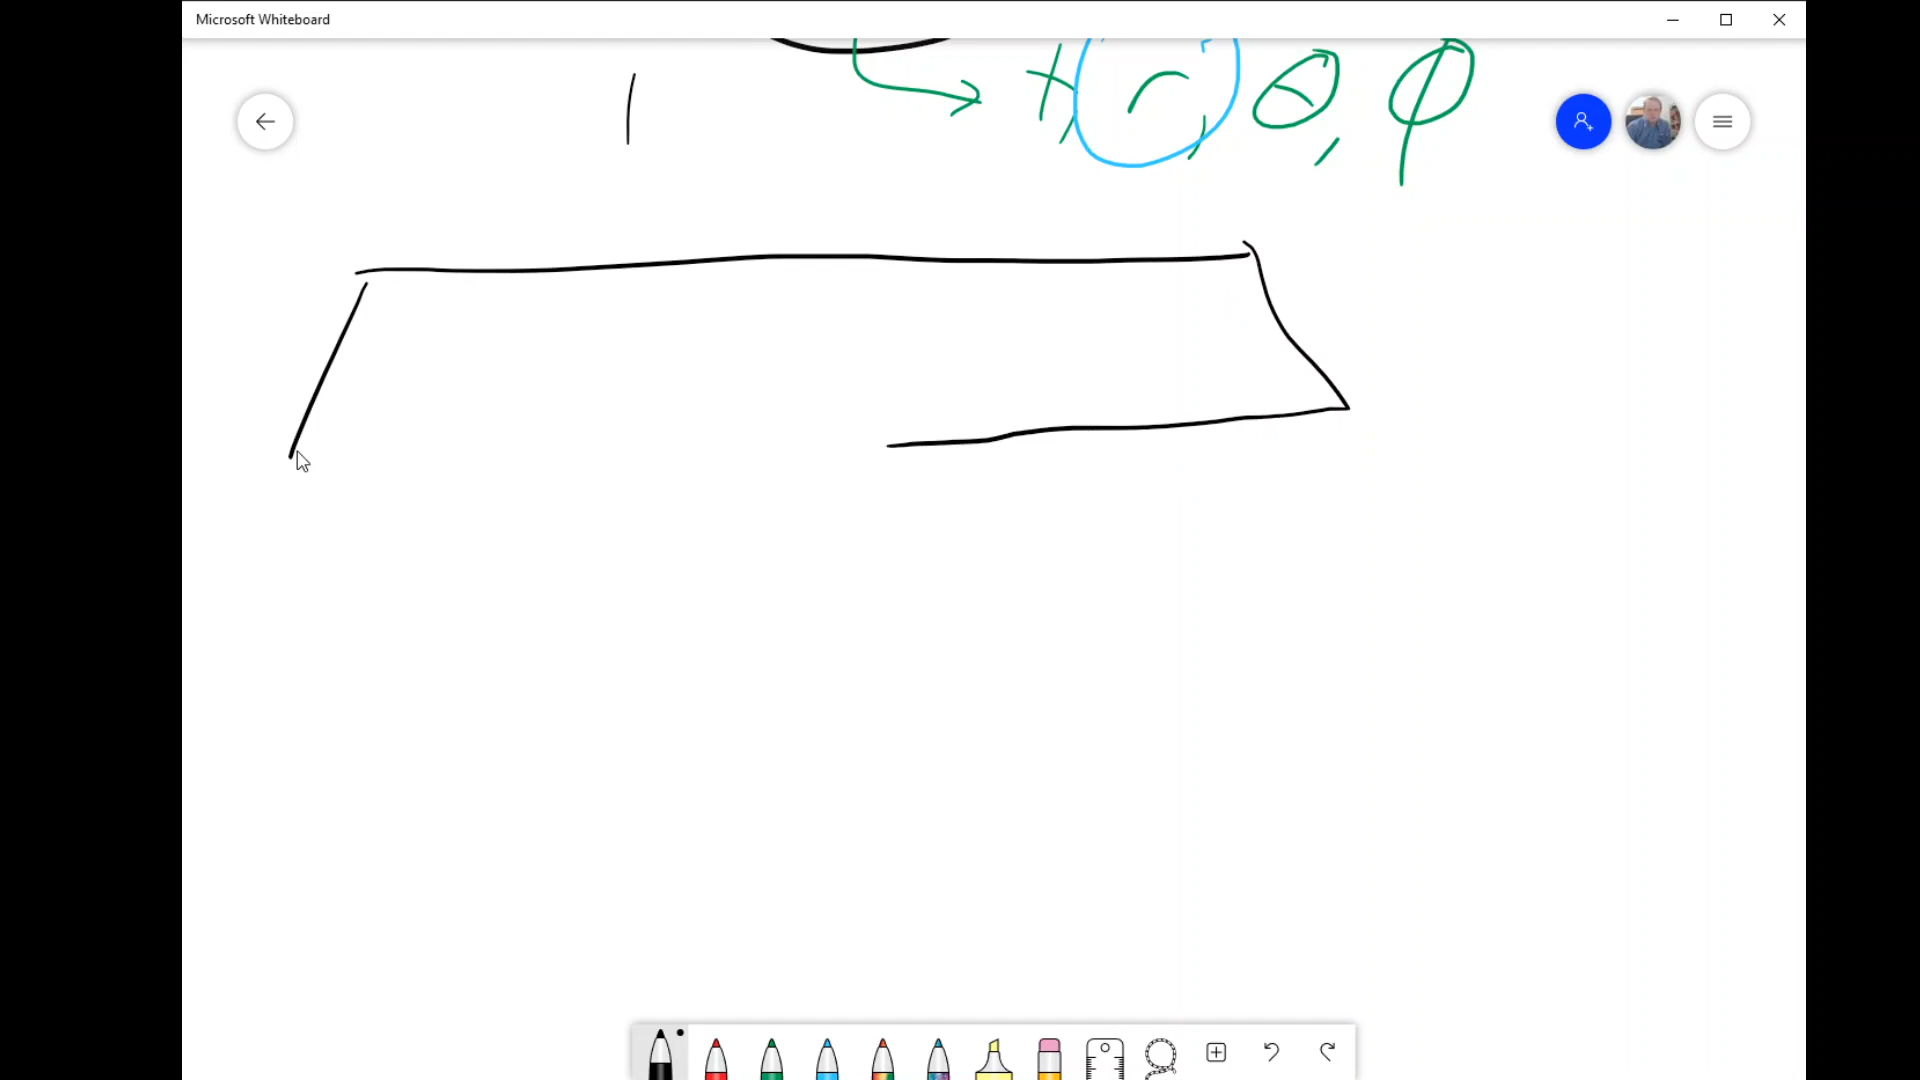 Microsoft Whiteboard
t, r, θ, φ